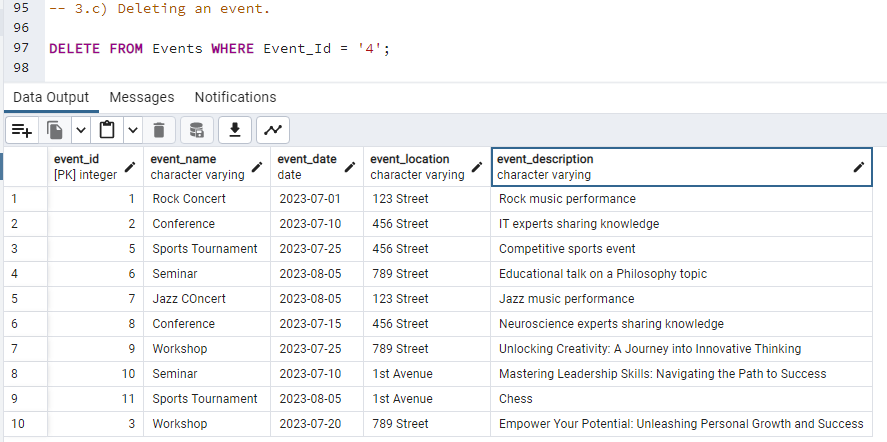 95 -- 3.c) Deleting an event.
96
97 DELETE FROM Events WHERE Event_Id = '4';
98
Data Output Messages Notifications
event_id event_name event_date event_location event_description
[PK] integer character varying date character varying character varying
1 1 Rock Concert 2023-07-01 123 Street Rock music performance
2 2 Conference 2023-07-10 456 Street IT experts sharing knowledge
3 5 Sports Tournament 2023-07-25 456 Street Competitive sports event
4 6 Seminar 2023-08-05 789 Street Educational talk on a Philosophy topic
5 7 Jazz COncert 2023-08-05 123 Street Jazz music performance
6 8 Conference 2023-07-15 456 Street Neuroscience experts sharing knowledge
7 9 Workshop 2023-07-25 789 Street Unlocking Creativity: A Journey into Innovative Thinking
8 10 Seminar 2023-07-10 1st Avenue Mastering Leadership Skills: Navigating the Path to Success
9 11 Sports Tournament 2023-08-05 1st Avenue Chess
10 3 Workshop 2023-07-20 789 Street Empower Your Potential: Unleashing Personal Growth and Success